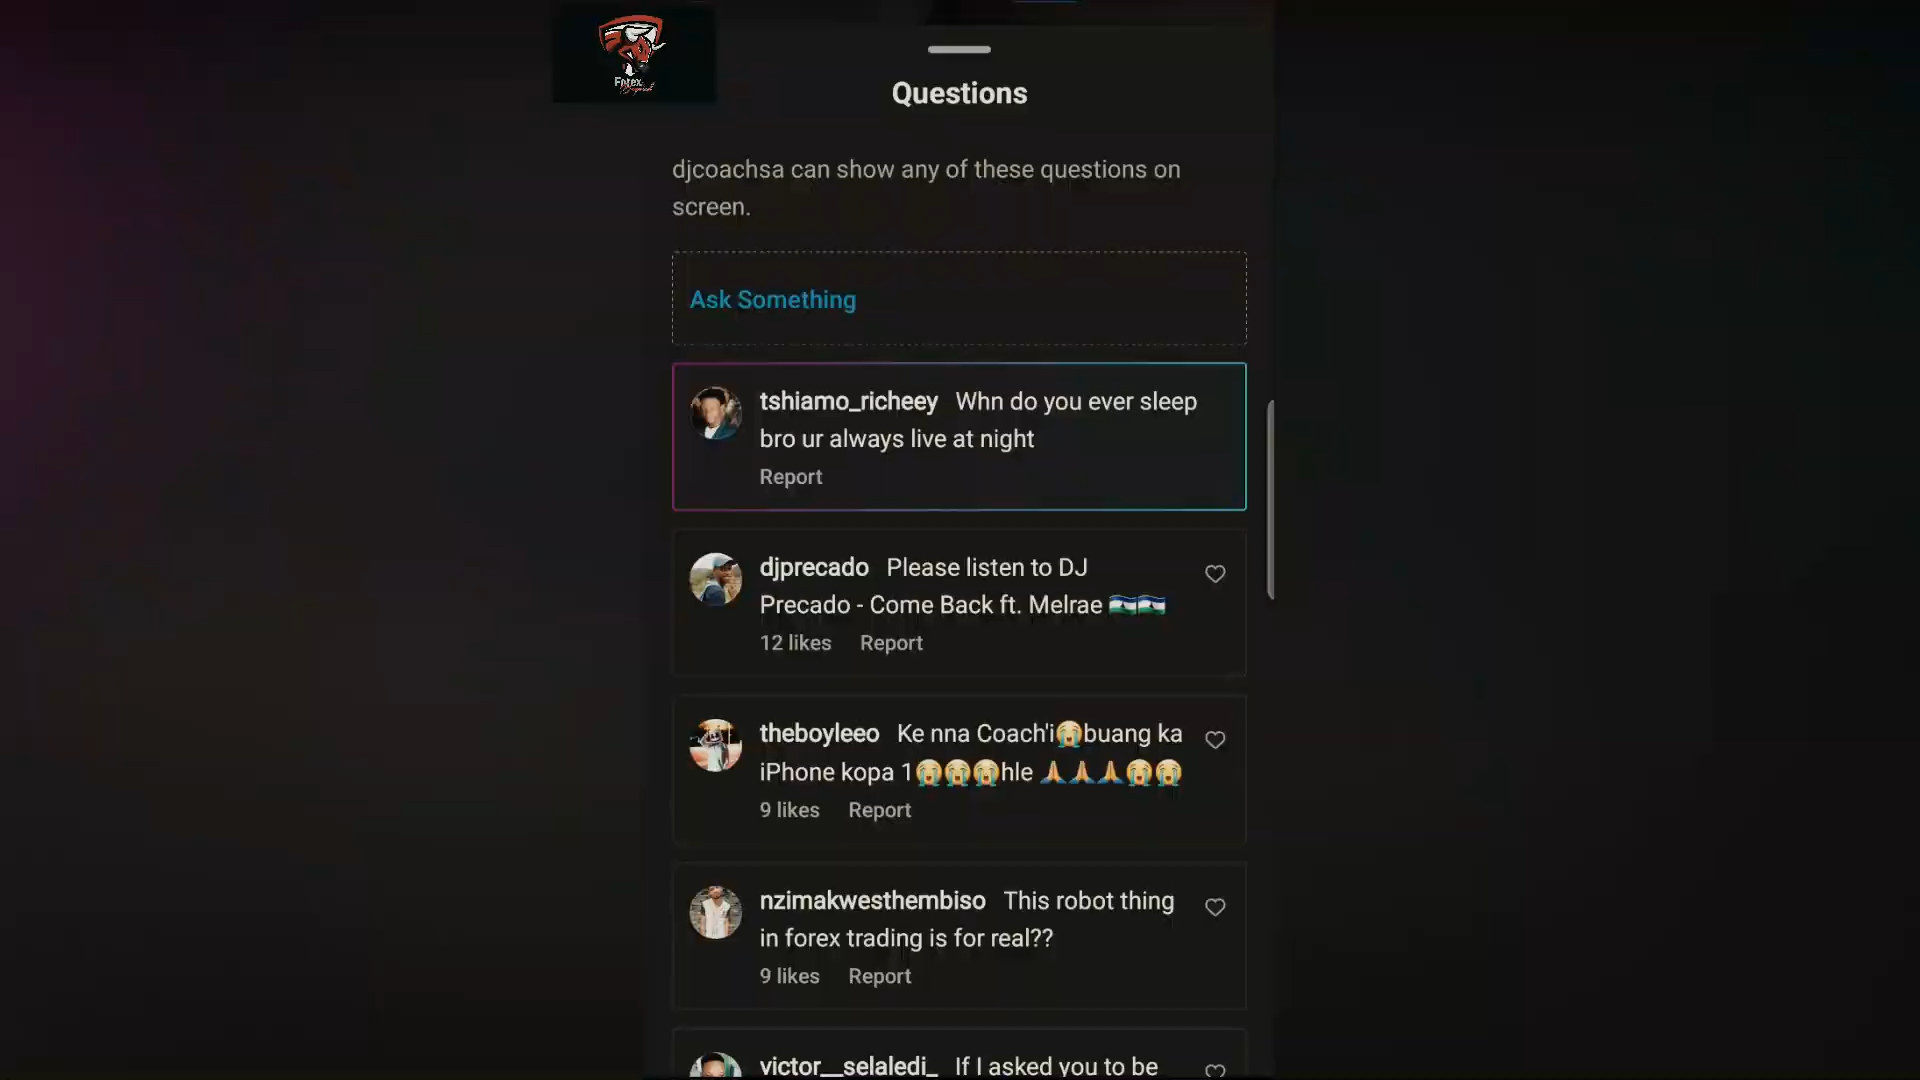 Forex
Questions
djcoachsa can show any of these questions on
screen.
Ask Something
tshiamo_richeey Whn do you ever sleep
bro ur always live at night
Report
djprecado Please listen to DJ
Precado - Come Back ft. Melrae 🇱🇸🇱🇸
12 likes Report
theboyleeo Ke nna Coach'i😭buang ka
iPhone kopa 1😭😭😭hle 🙏🙏🙏😭😭
9 likes Report
nzimakwesthembiso This robot thing
in forex trading is for real??
9 likes Report
victor__selaledi_ If I asked you to be